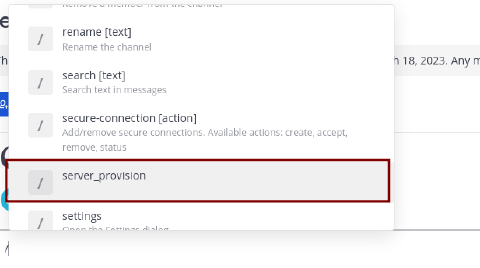 Remove a member from the channel
rename [text]
Rename the channel
h 18, 2023. Any m
search [text]
Search text in messages
secure-connection [action]
Add/remove secure connections. Available actions: create, accept,
remove, status
server_provision
settings
Open the Settings dialog
/